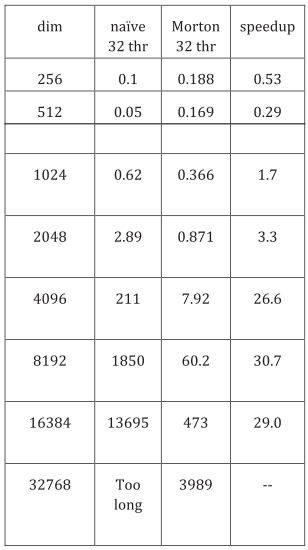 dim naïve Morton speedup
32 thr 32 thr
256 0.1 0.188 0.53
512 0.05 0.169 0.29
1024 0.62 0.366 1.7
2048 2.89 0.871 3.3
4096 211 7.92 26.6
8192 1850 60.2 30.7
16384 13695 473 29.0
32768 Too 3989 --
long